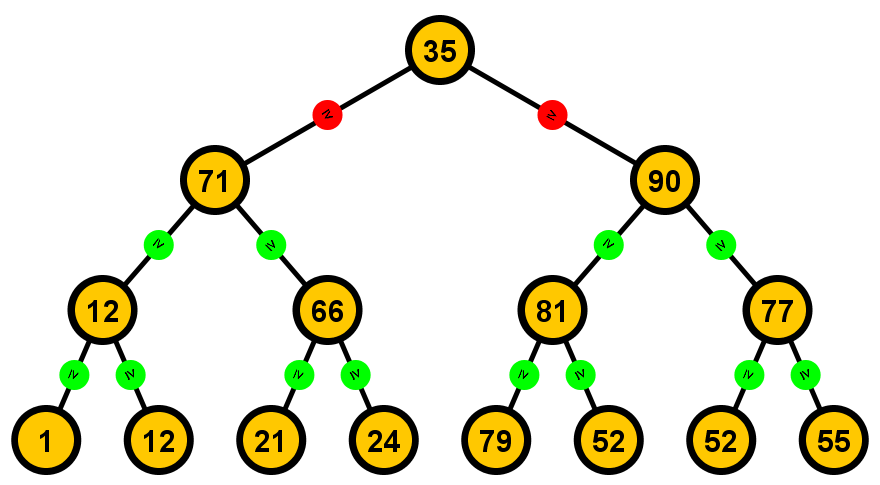 35
≱ ≱
71 90
≥ ≥ ≥ ≥
12 66 81 77
≥ ≥ ≥ ≥ ≥ ≥ ≥ ≥
1 12 21 24 79 52 52 55